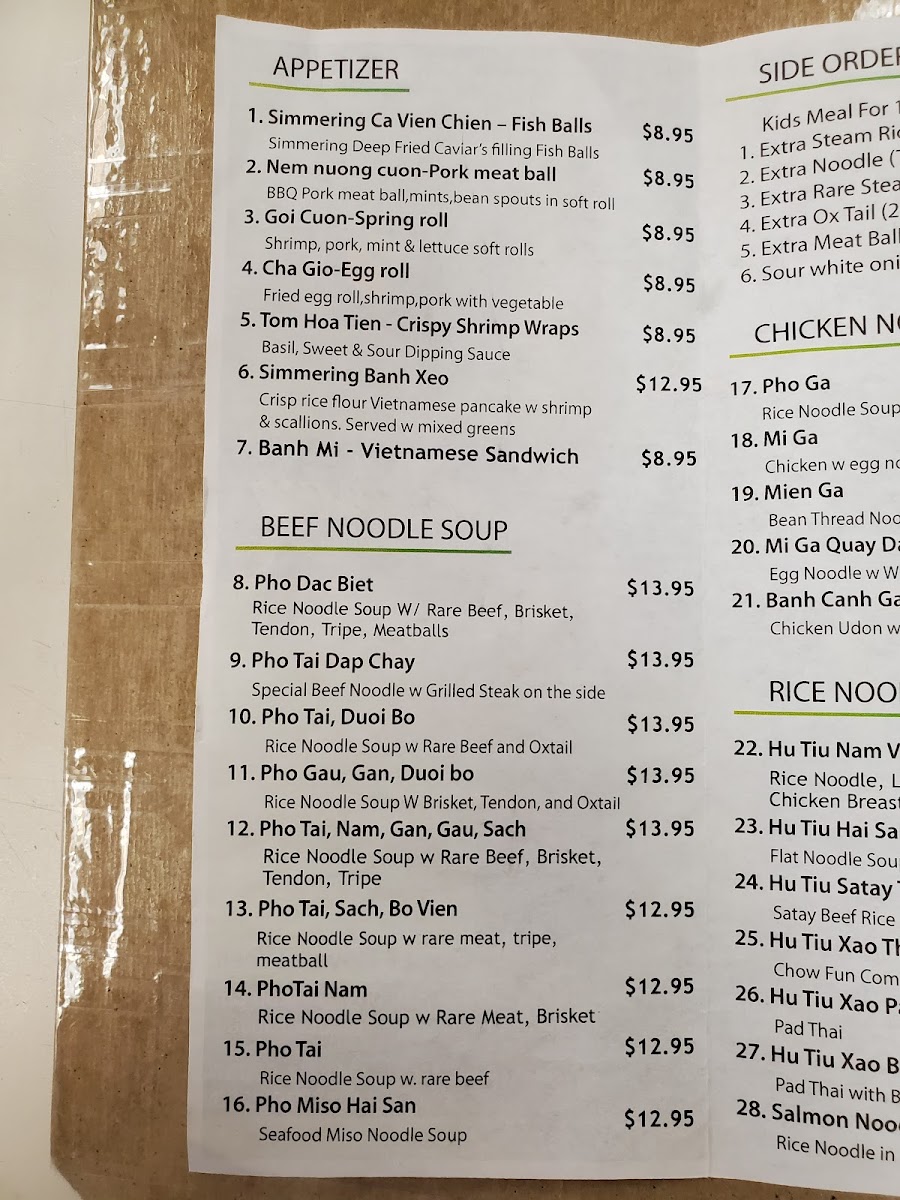 APPETIZER
1. Simmering Ca Vien Chien – Fish Balls $8.95
Simmering Deep Fried Caviar's filling Fish Balls
2. Nem nuong cuon-Pork meat ball $8.95
BBQ Pork meat ball,mints,bean spouts in soft roll
3. Goi Cuon-Spring roll $8.95
Shrimp, pork, mint & lettuce soft rolls
4. Cha Gio-Egg roll $8.95
Fried egg roll,shrimp,pork with vegetable
5. Tom Hoa Tien - Crispy Shrimp Wraps $8.95
Basil, Sweet & Sour Dipping Sauce
6. Simmering Banh Xeo $12.95
Crisp rice flour Vietnamese pancake w shrimp
& scallions. Served w mixed greens
7. Banh Mi - Vietnamese Sandwich $8.95
BEEF NOODLE SOUP
8. Pho Dac Biet $13.95
Rice Noodle Soup W/ Rare Beef, Brisket,
Tendon, Tripe, Meatballs
9. Pho Tai Dap Chay $13.95
Special Beef Noodle w Grilled Steak on the side
10. Pho Tai, Duoi Bo $13.95
Rice Noodle Soup w Rare Beef and Oxtail
11. Pho Gau, Gan, Duoi bo $13.95
Rice Noodle Soup W Brisket, Tendon, and Oxtail
12. Pho Tai, Nam, Gan, Gau, Sach $13.95
Rice Noodle Soup w Rare Beef, Brisket,
Tendon, Tripe
13. Pho Tai, Sach, Bo Vien $12.95
Rice Noodle Soup w rare meat, tripe,
meatball
14. PhoTai Nam $12.95
Rice Noodle Soup w Rare Meat, Brisket
15. Pho Tai $12.95
Rice Noodle Soup w. rare beef
16. Pho Miso Hai San $12.95
Seafood Miso Noodle Soup
SIDE ORDER
Kids Meal For 1
1. Extra Steam Ri
2. Extra Noodle (
3. Extra Rare Stea
4. Extra Ox Tail (2
5. Extra Meat Ball
6. Sour white oni
CHICKEN NO
17. Pho Ga
Rice Noodle Soup
18. Mi Ga
Chicken w egg no
19. Mien Ga
Bean Thread Noo
20. Mi Ga Quay Da
Egg Noodle w W
21. Banh Canh Ga
Chicken Udon w
RICE NOO
22. Hu Tiu Nam V
Rice Noodle, L
Chicken Breast
23. Hu Tiu Hai Sa
Flat Noodle Sou
24. Hu Tiu Satay
Satay Beef Rice
25. Hu Tiu Xao Th
Chow Fun Com
26. Hu Tiu Xao Pa
Pad Thai
27. Hu Tiu Xao B
Pad Thai with B
28. Salmon Nood
Rice Noodle in